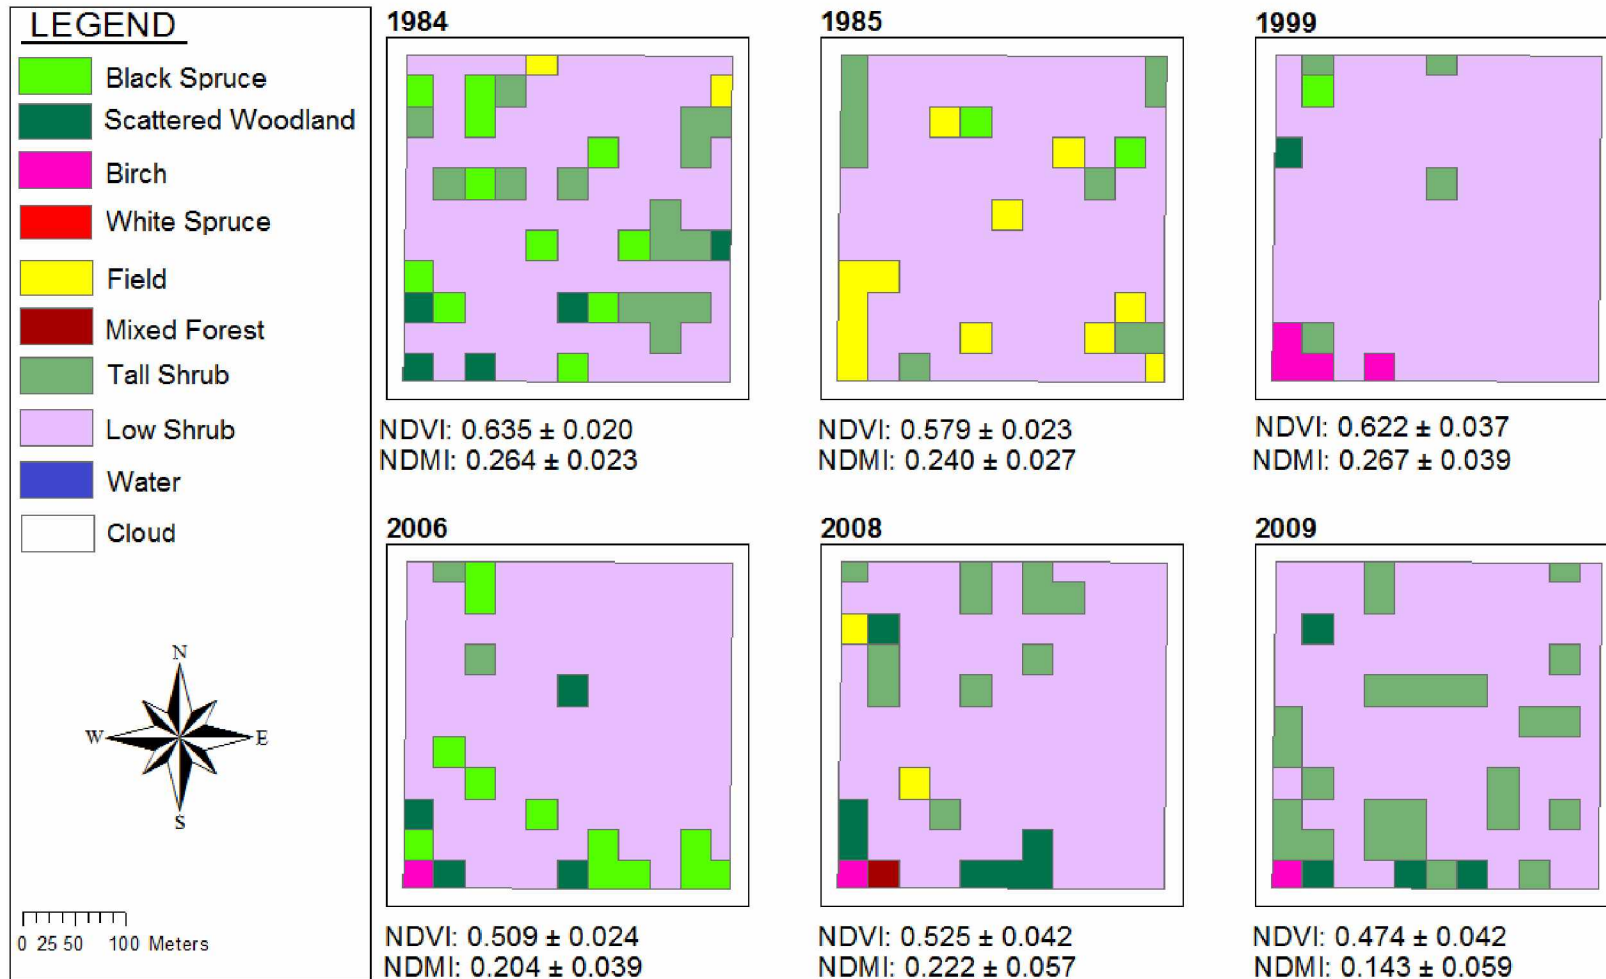 LEGEND
Black Spruce
Scattered Woodland
Birch
White Spruce
Field
Mixed Forest
Tall Shrub
Low Shrub
Water
Cloud
N
W E
S
0 25 50 100 Meters
1984
NDVI: 0.635 ± 0.020
NDMI: 0.264 ± 0.023
1985
NDVI: 0.579 ± 0.023
NDMI: 0.240 ± 0.027
1999
NDVI: 0.622 ± 0.037
NDMI: 0.267 ± 0.039
2006
NDVI: 0.509 ± 0.024
NDMI: 0.204 ± 0.039
2008
NDVI: 0.525 ± 0.042
NDMI: 0.222 ± 0.057
2009
NDVI: 0.474 ± 0.042
NDMI: 0.143 ± 0.059